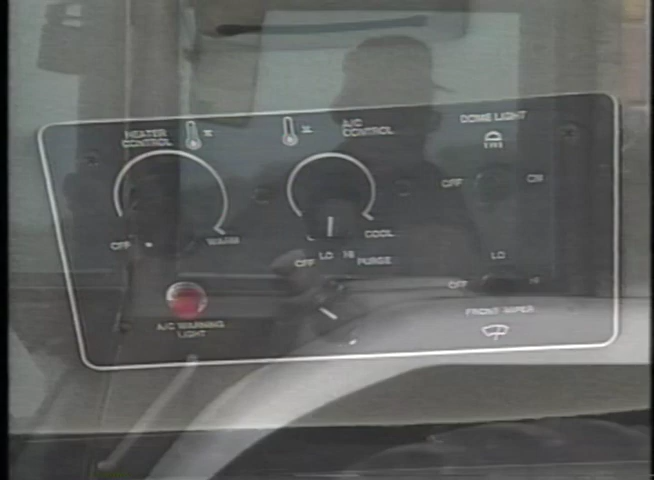 HEATER
CONTROL
A/C
CONTROL
DOME LIGHT
OFF
ON
OFF
WARM
COOL
OFF
LO
HI
PURGE
LO
OFF
HI
A/C WARNING
LIGHT
FRONT WIPER